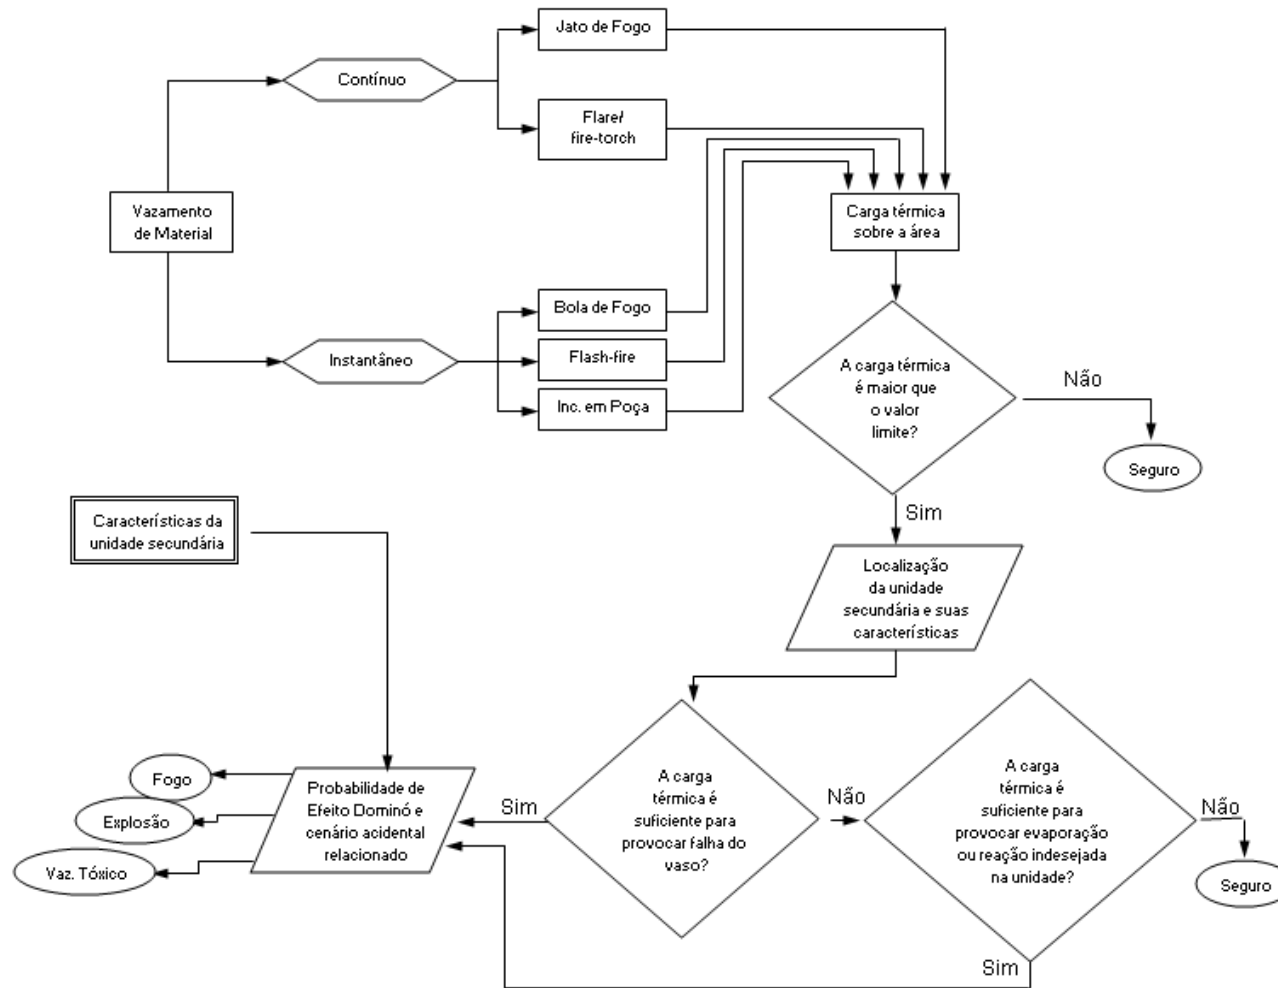 Jato de Fogo
Contínuo
Flare/
fire-torch
Vazamento
de Material
Carga térmica
sobre a área
Bola de Fogo
Instantâneo
Flash-fire
Inc. em Poça
A carga térmica
é maior que
o valor
limite?
Não
Seguro
Sim
Características da
unidade secundária
Localização
da unidade
secundária e suas
características
Fogo
Explosão
Vaz. Tóxico
Probabilidade de
Efeito Dominó e
cenário acidental
relacionado
Sim
A carga
térmica é
suficiente para
provocar falha do
vaso?
Não
A carga
térmica é
suficiente para
provocar evaporação
ou reação indesejada
na unidade?
Não
Seguro
Sim